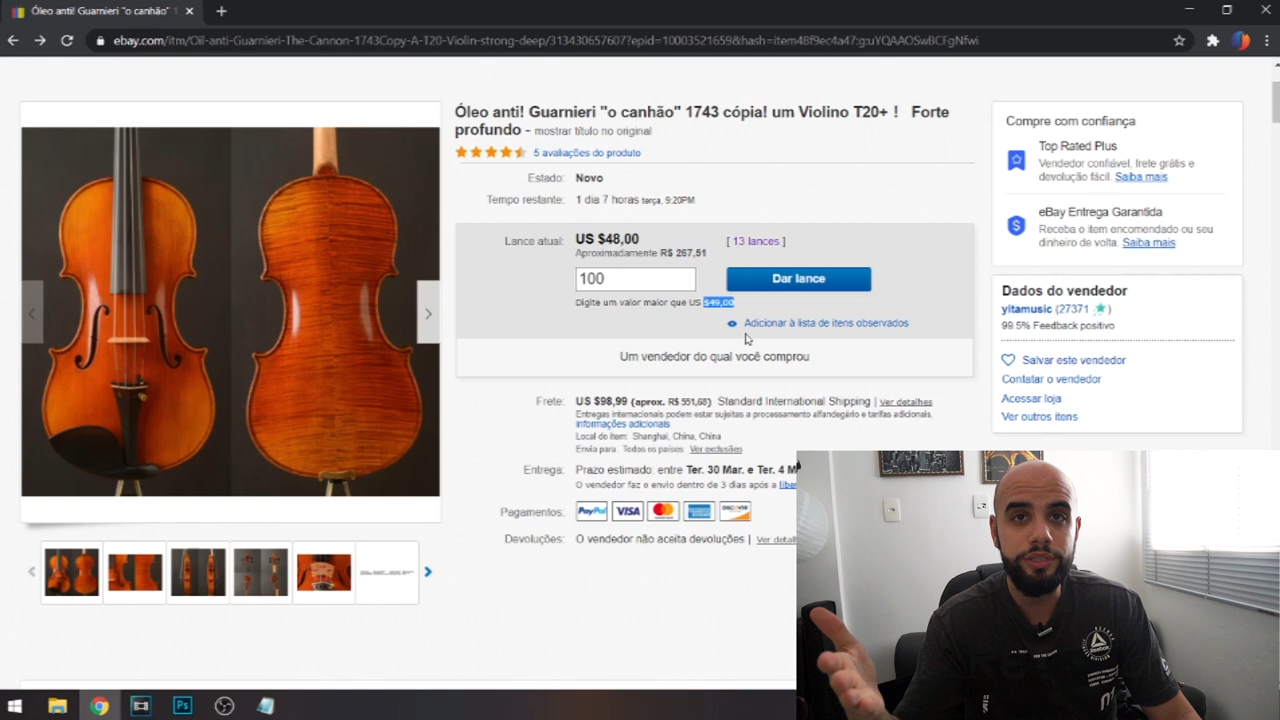 Óleo anti! Guarnieri "o canhão" 1
ebay.com/itm/Oil-anti-Guarnieri-The-Cannon-1743Copy-A-T20-Violin-strong-deep/313430657607?epid=10003521659&hash=item48f9ec4a47:g:uYQAAOSwBCFgNfwi
Óleo anti! Guarnieri "o canhão" 1743 cópia! um Violino T20+ ! Forte
profundo - mostrar título no original
5 avaliações do produto
Estado: Novo
Tempo restante: 1 dia 7 horas terça, 9:20PM
Lance atual: US $48,00 [ 13 lances ]
Aproximadamente R$ 267,51
100 Dar lance
Digite um valor maior que US $49,00
Adicionar à lista de itens observados
Um vendedor do qual você comprou
Frete: US $98,99 (aprox. R$ 551,68) Standard International Shipping | Ver detalhes
Entregas internacionais podem estar sujeitas a processamento alfandegário e tarifas adicionais.
informações adicionais
Local do item: Shanghai, China, China
Envia para: Todos os países Ver exclusões
Entrega: Prazo estimado: entre Ter. 30 Mar. e Ter. 4 M
O vendedor faz o envio dentro de 3 dias após a liber
Pagamentos: PayPal VISA mastercard DISCOVER
Devoluções: O vendedor não aceita devoluções | Ver detal
Compre com confiança
Top Rated Plus
Vendedor confiável, frete grátis e
devolução fácil. Saiba mais
eBay Entrega Garantida
Receba o item encomendado ou seu
dinheiro de volta. Saiba mais
Dados do vendedor
yitamusic (27371 )
99.5% Feedback positivo
Salvar este vendedor
Contatar o vendedor
Acessar loja
Ver outros itens
Ps
Reebok